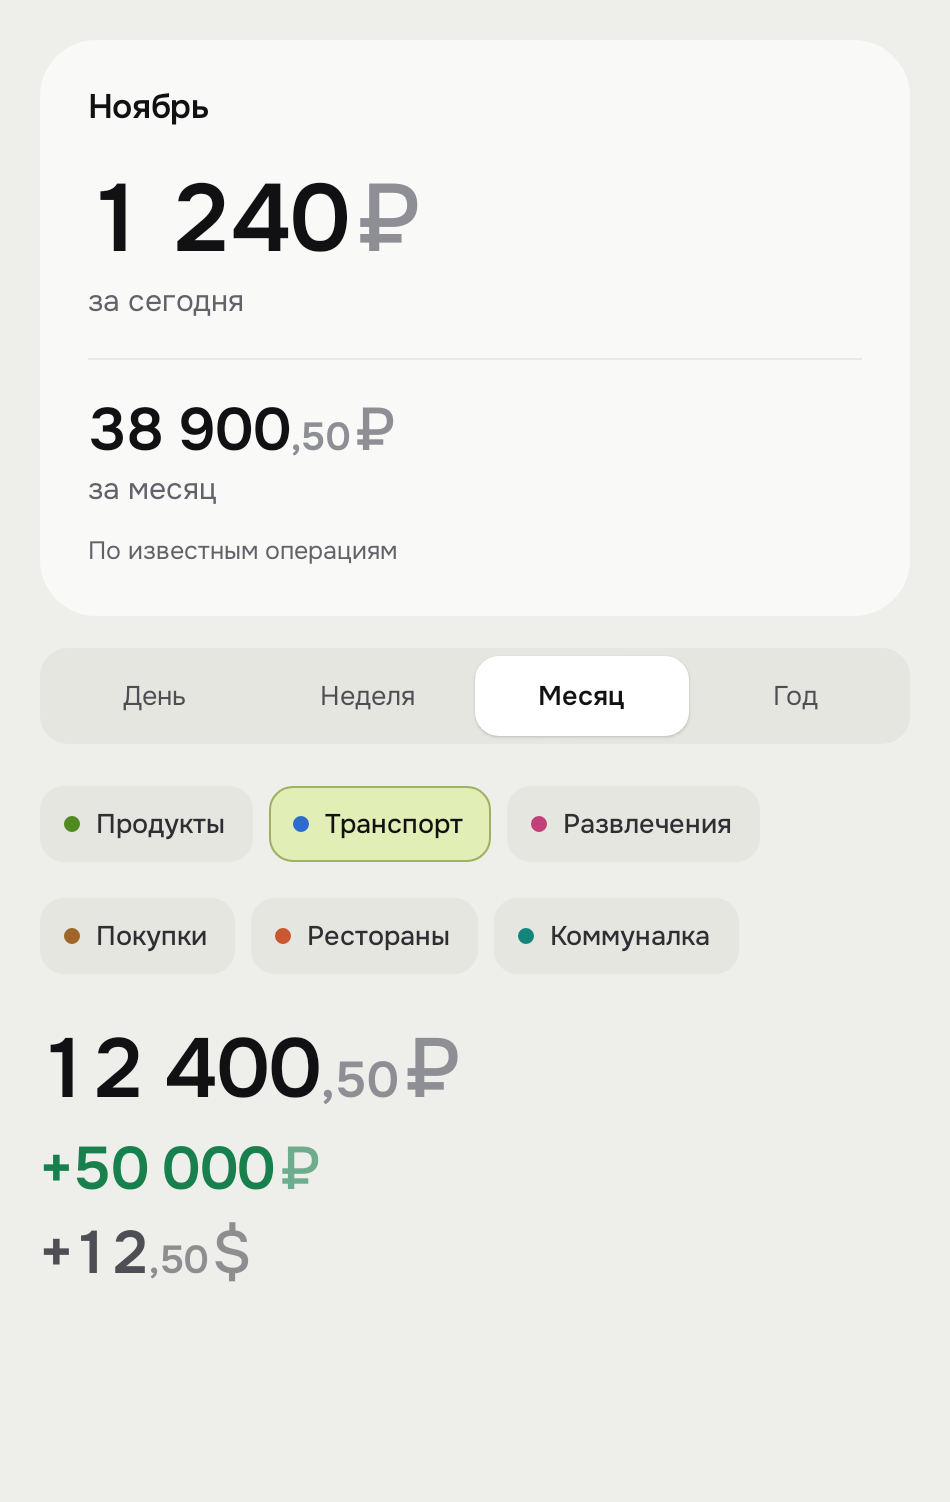 Ноябрь
1 240 ₽
за сегодня
38 900,50 ₽
за месяц
По известным операциям
День Неделя Месяц Год
Продукты Транспорт Развлечения
Покупки Рестораны Коммуналка
12 400,50 ₽
+50 000 ₽
+12,50 $